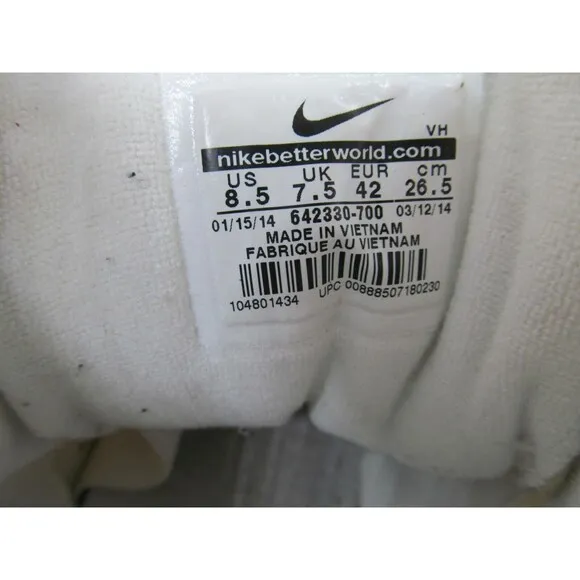 VH
nikebetterworld.com
US UK EUR cm
8.5 7.5 42 26.5
01/15/14 642330-700 03/12/14
MADE IN VIETNAM
FABRIQUE AU VIETNAM
104801434 UPC 00888507180230